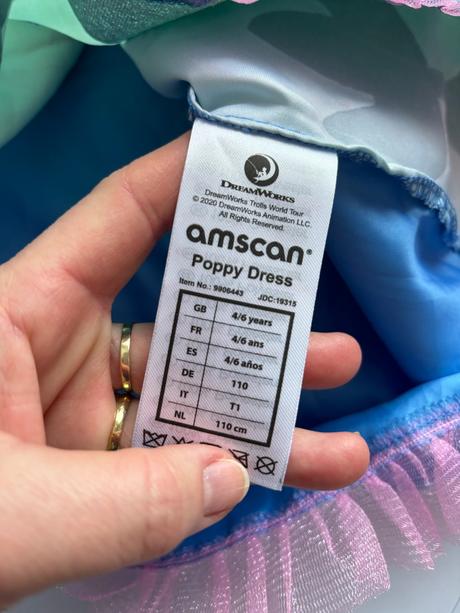 DREAMWORKS
DreamWorks Trolls World Tour
© 2020 DreamWorks Animation LLC.
All Rights Reserved.
amscan®
Poppy Dress
Item No.: 9906443 JDC:19315
GB 4/6 years
FR 4/6 ans
ES 4/6 años
DE 110
IT T1
NL 110 cm